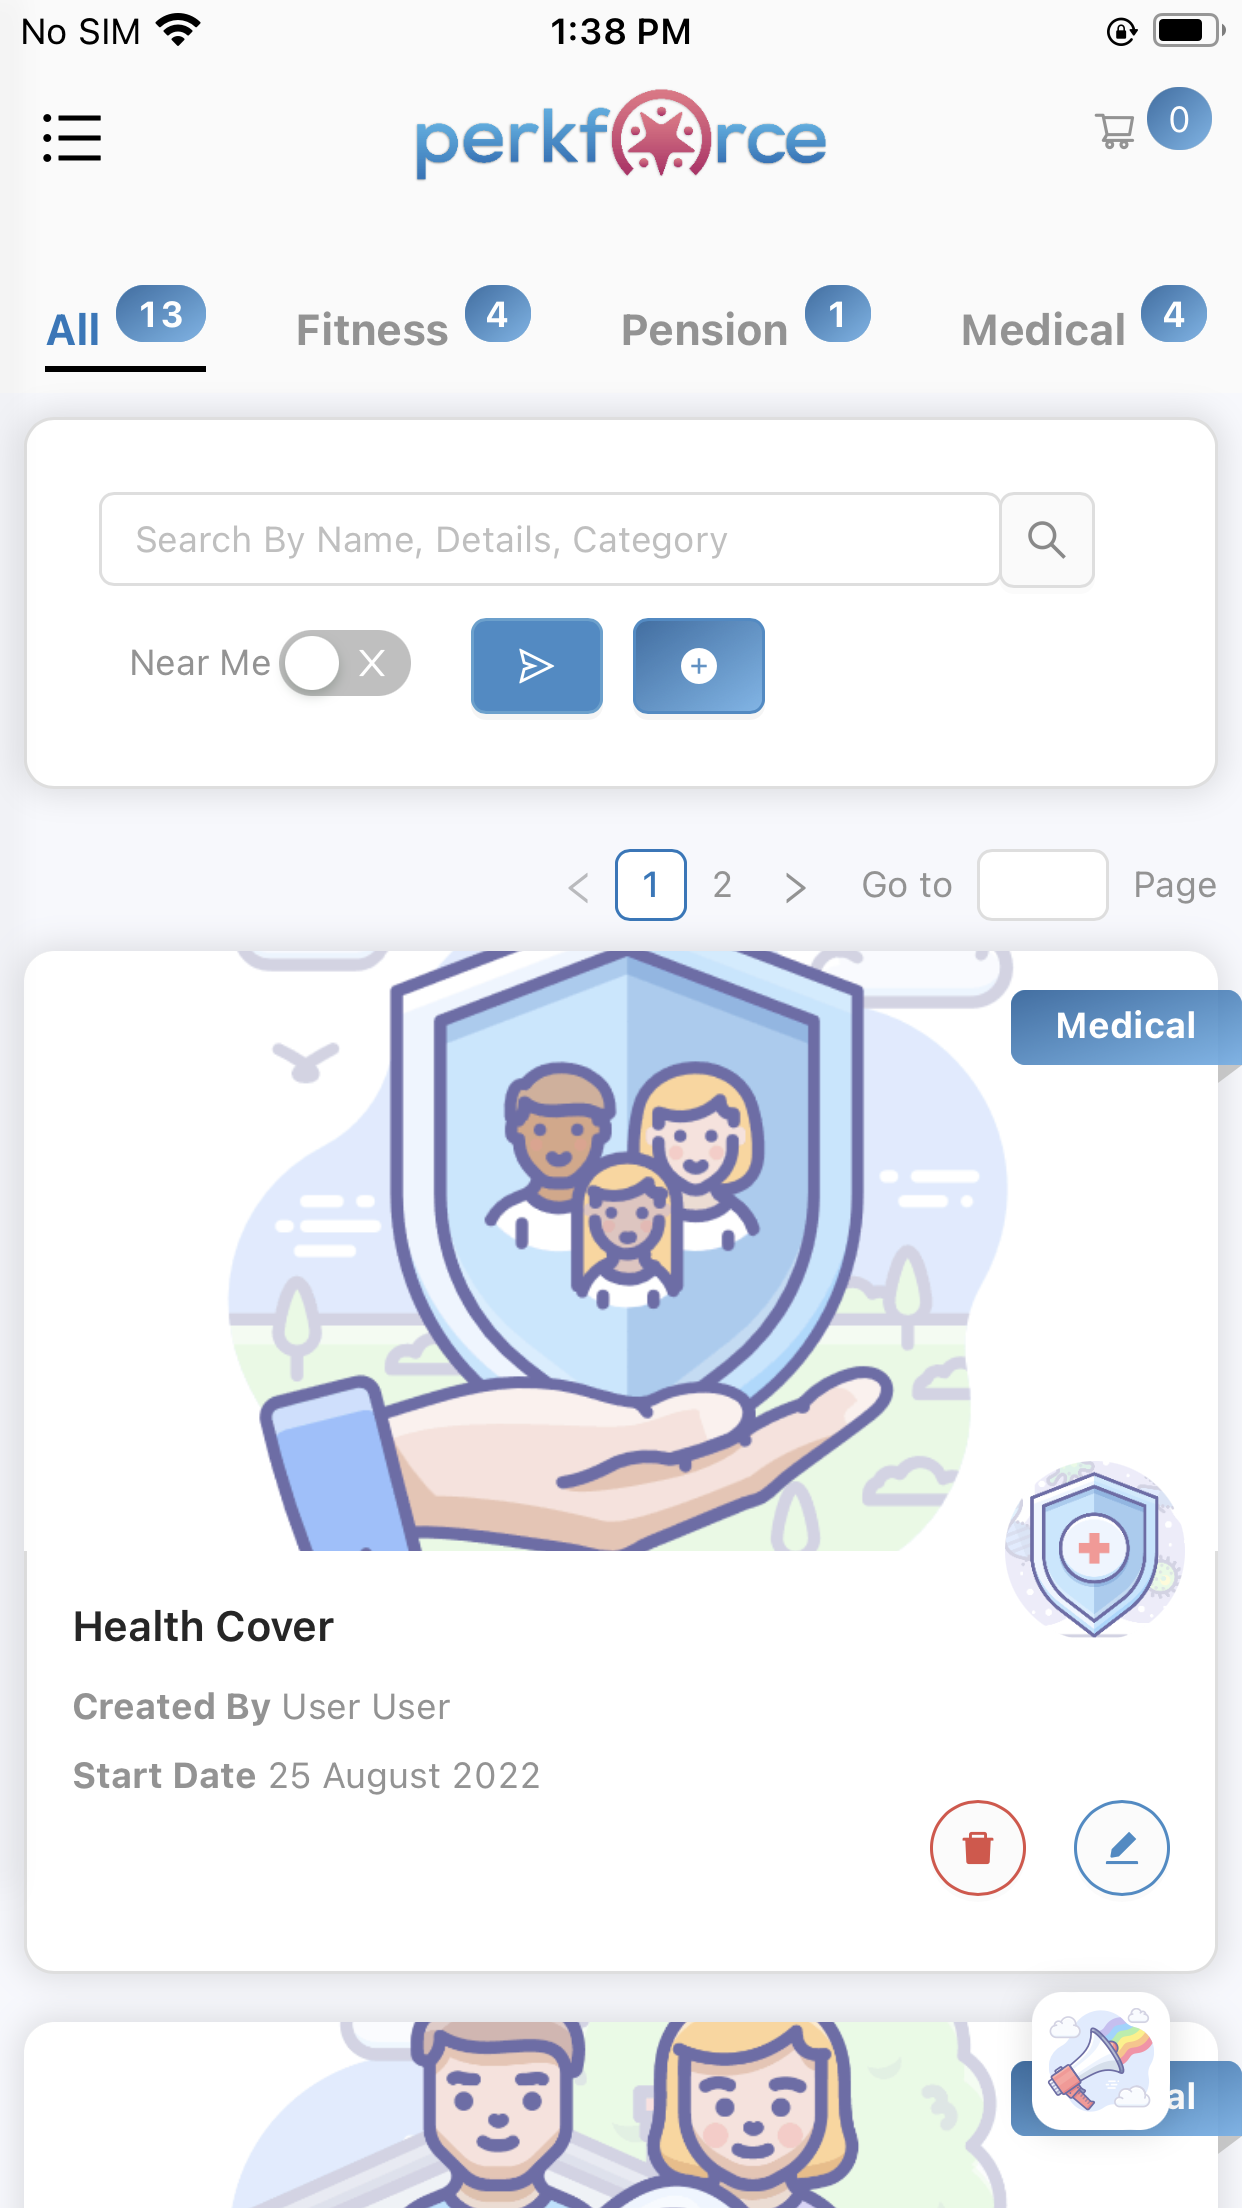 No SIM 1:38 PM
perkforce 0
All 13 Fitness 4 Pension 1 Medical 4
Search By Name, Details, Category
Near Me X
< 1 2 > Go to Page
Medical
Health Cover
Created By User User
Start Date 25 August 2022
al